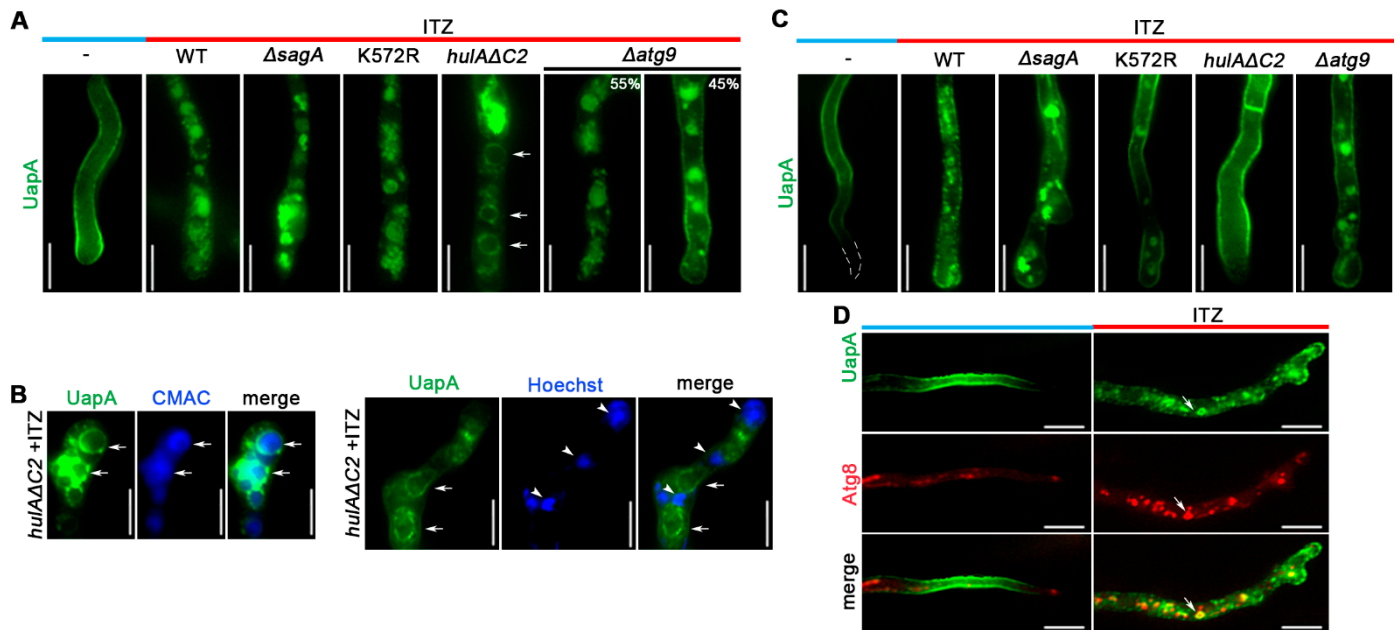 A
ITZ
- WT ΔsagA K572R hulAΔC2 Δatg9
55% 45%
UapA
B
UapA CMAC merge
hulAΔC2 +ITZ
UapA Hoechst merge
hulAΔC2 +ITZ
C
ITZ
- WT ΔsagA K572R hulAΔC2 Δatg9
UapA
D
ITZ
UapA
Atg8
merge